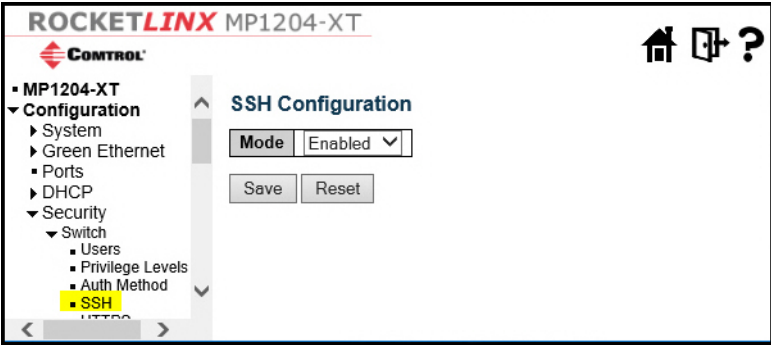 ROCKETLINX MP1204-XT
COMTROL
MP1204-XT
Configuration
System
Green Ethernet
Ports
DHCP
Security
Switch
Users
Privilege Levels
Auth Method
SSH
SSH Configuration
Mode Enabled
Save Reset
?